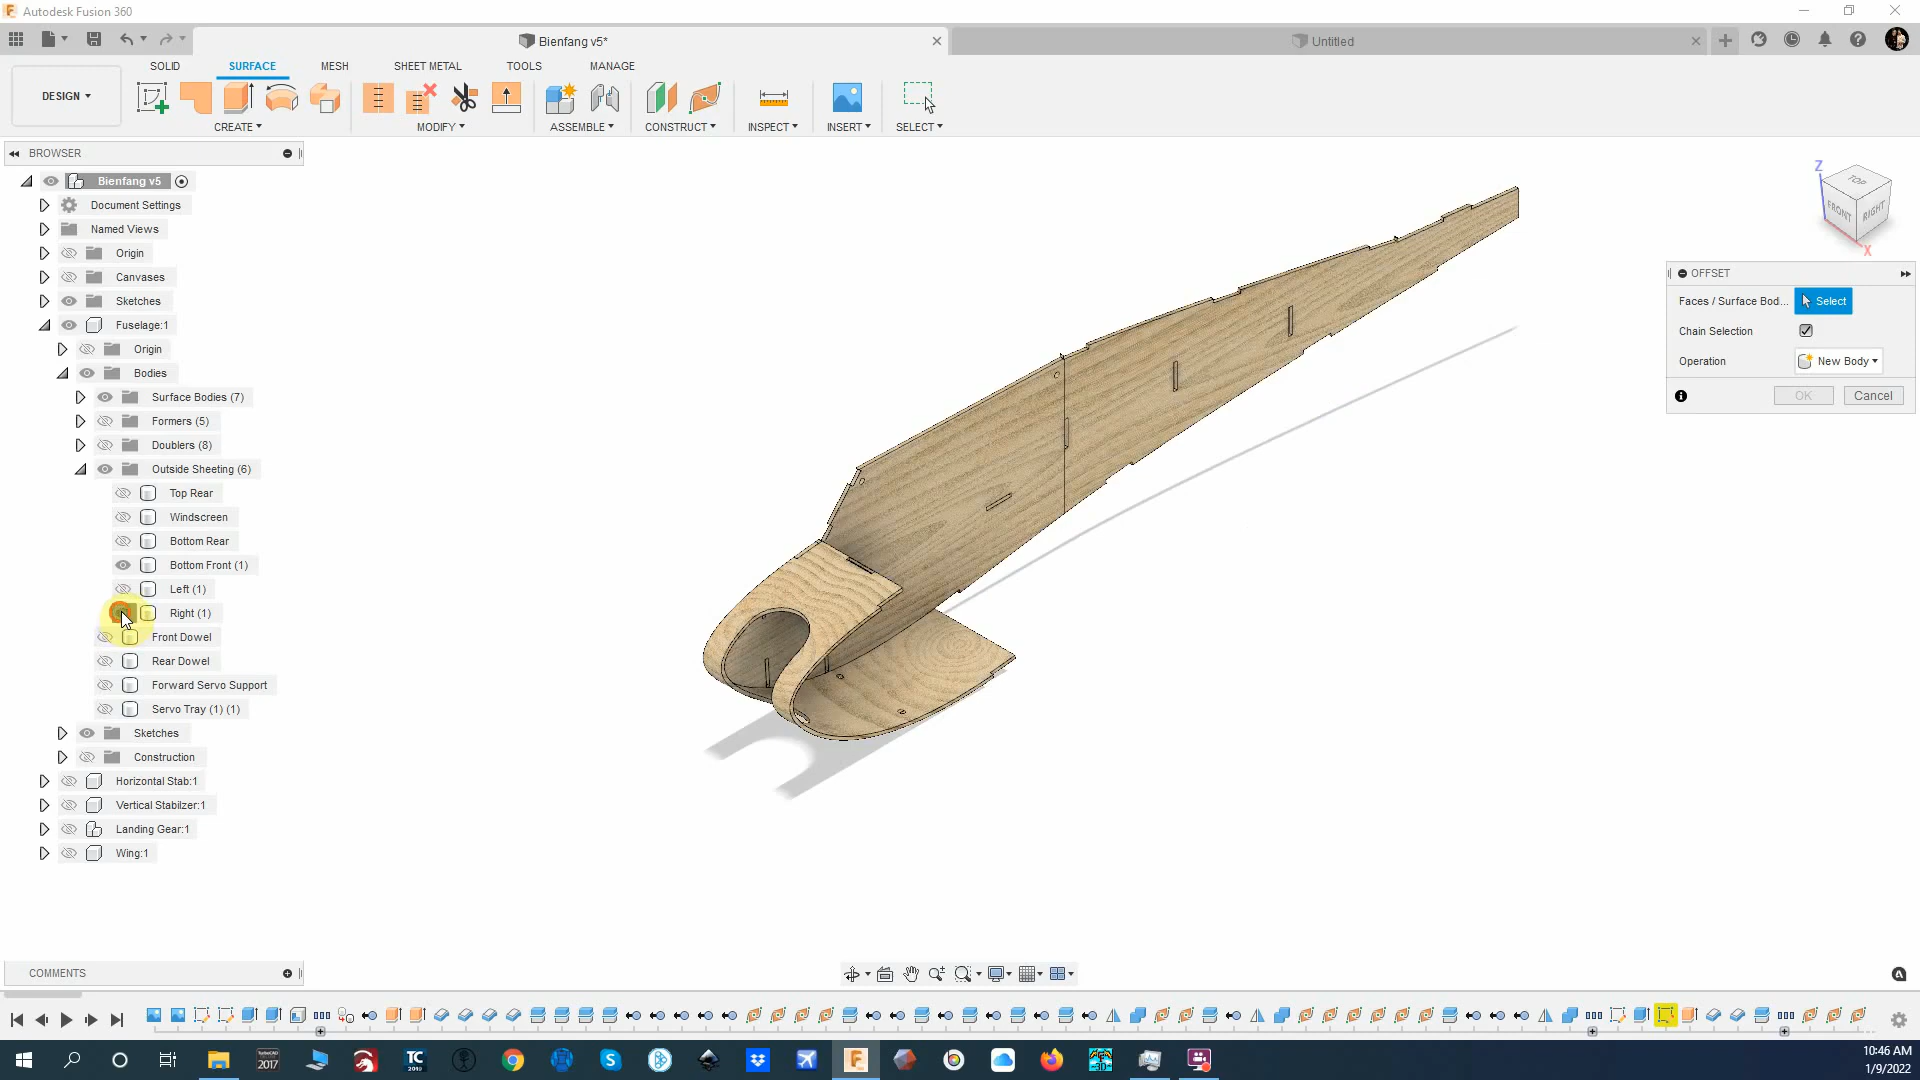 Autodesk Fusion 360
Bienfang v5*
Untitled
DESIGN
SOLID
SURFACE
MESH
SHEET METAL
TOOLS
MANAGE
CREATE
MODIFY
ASSEMBLE
CONSTRUCT
INSPECT
INSERT
SELECT
BROWSER
Bienfang v5
Document Settings
Named Views
Origin
Canvases
Sketches
Fuselage:1
Origin
Bodies
Surface Bodies (7)
Formers (5)
Doublers (8)
Outside Sheeting (6)
Top Rear
Windscreen
Bottom Rear
Bottom Front (1)
Left (1)
Right (1)
Front Dowel
Rear Dowel
Forward Servo Support
Servo Tray (1) (1)
Sketches
Construction
Horizontal Stab:1
Vertical Stabilzer:1
Landing Gear:1
Wing:1
Z
TOP
FRONT
RIGHT
X
OFFSET
Faces / Surface Bod... Select
Chain Selection
Operation New Body
OK Cancel
COMMENTS
2017
TC
2019
3D
10:46 AM
1/9/2022